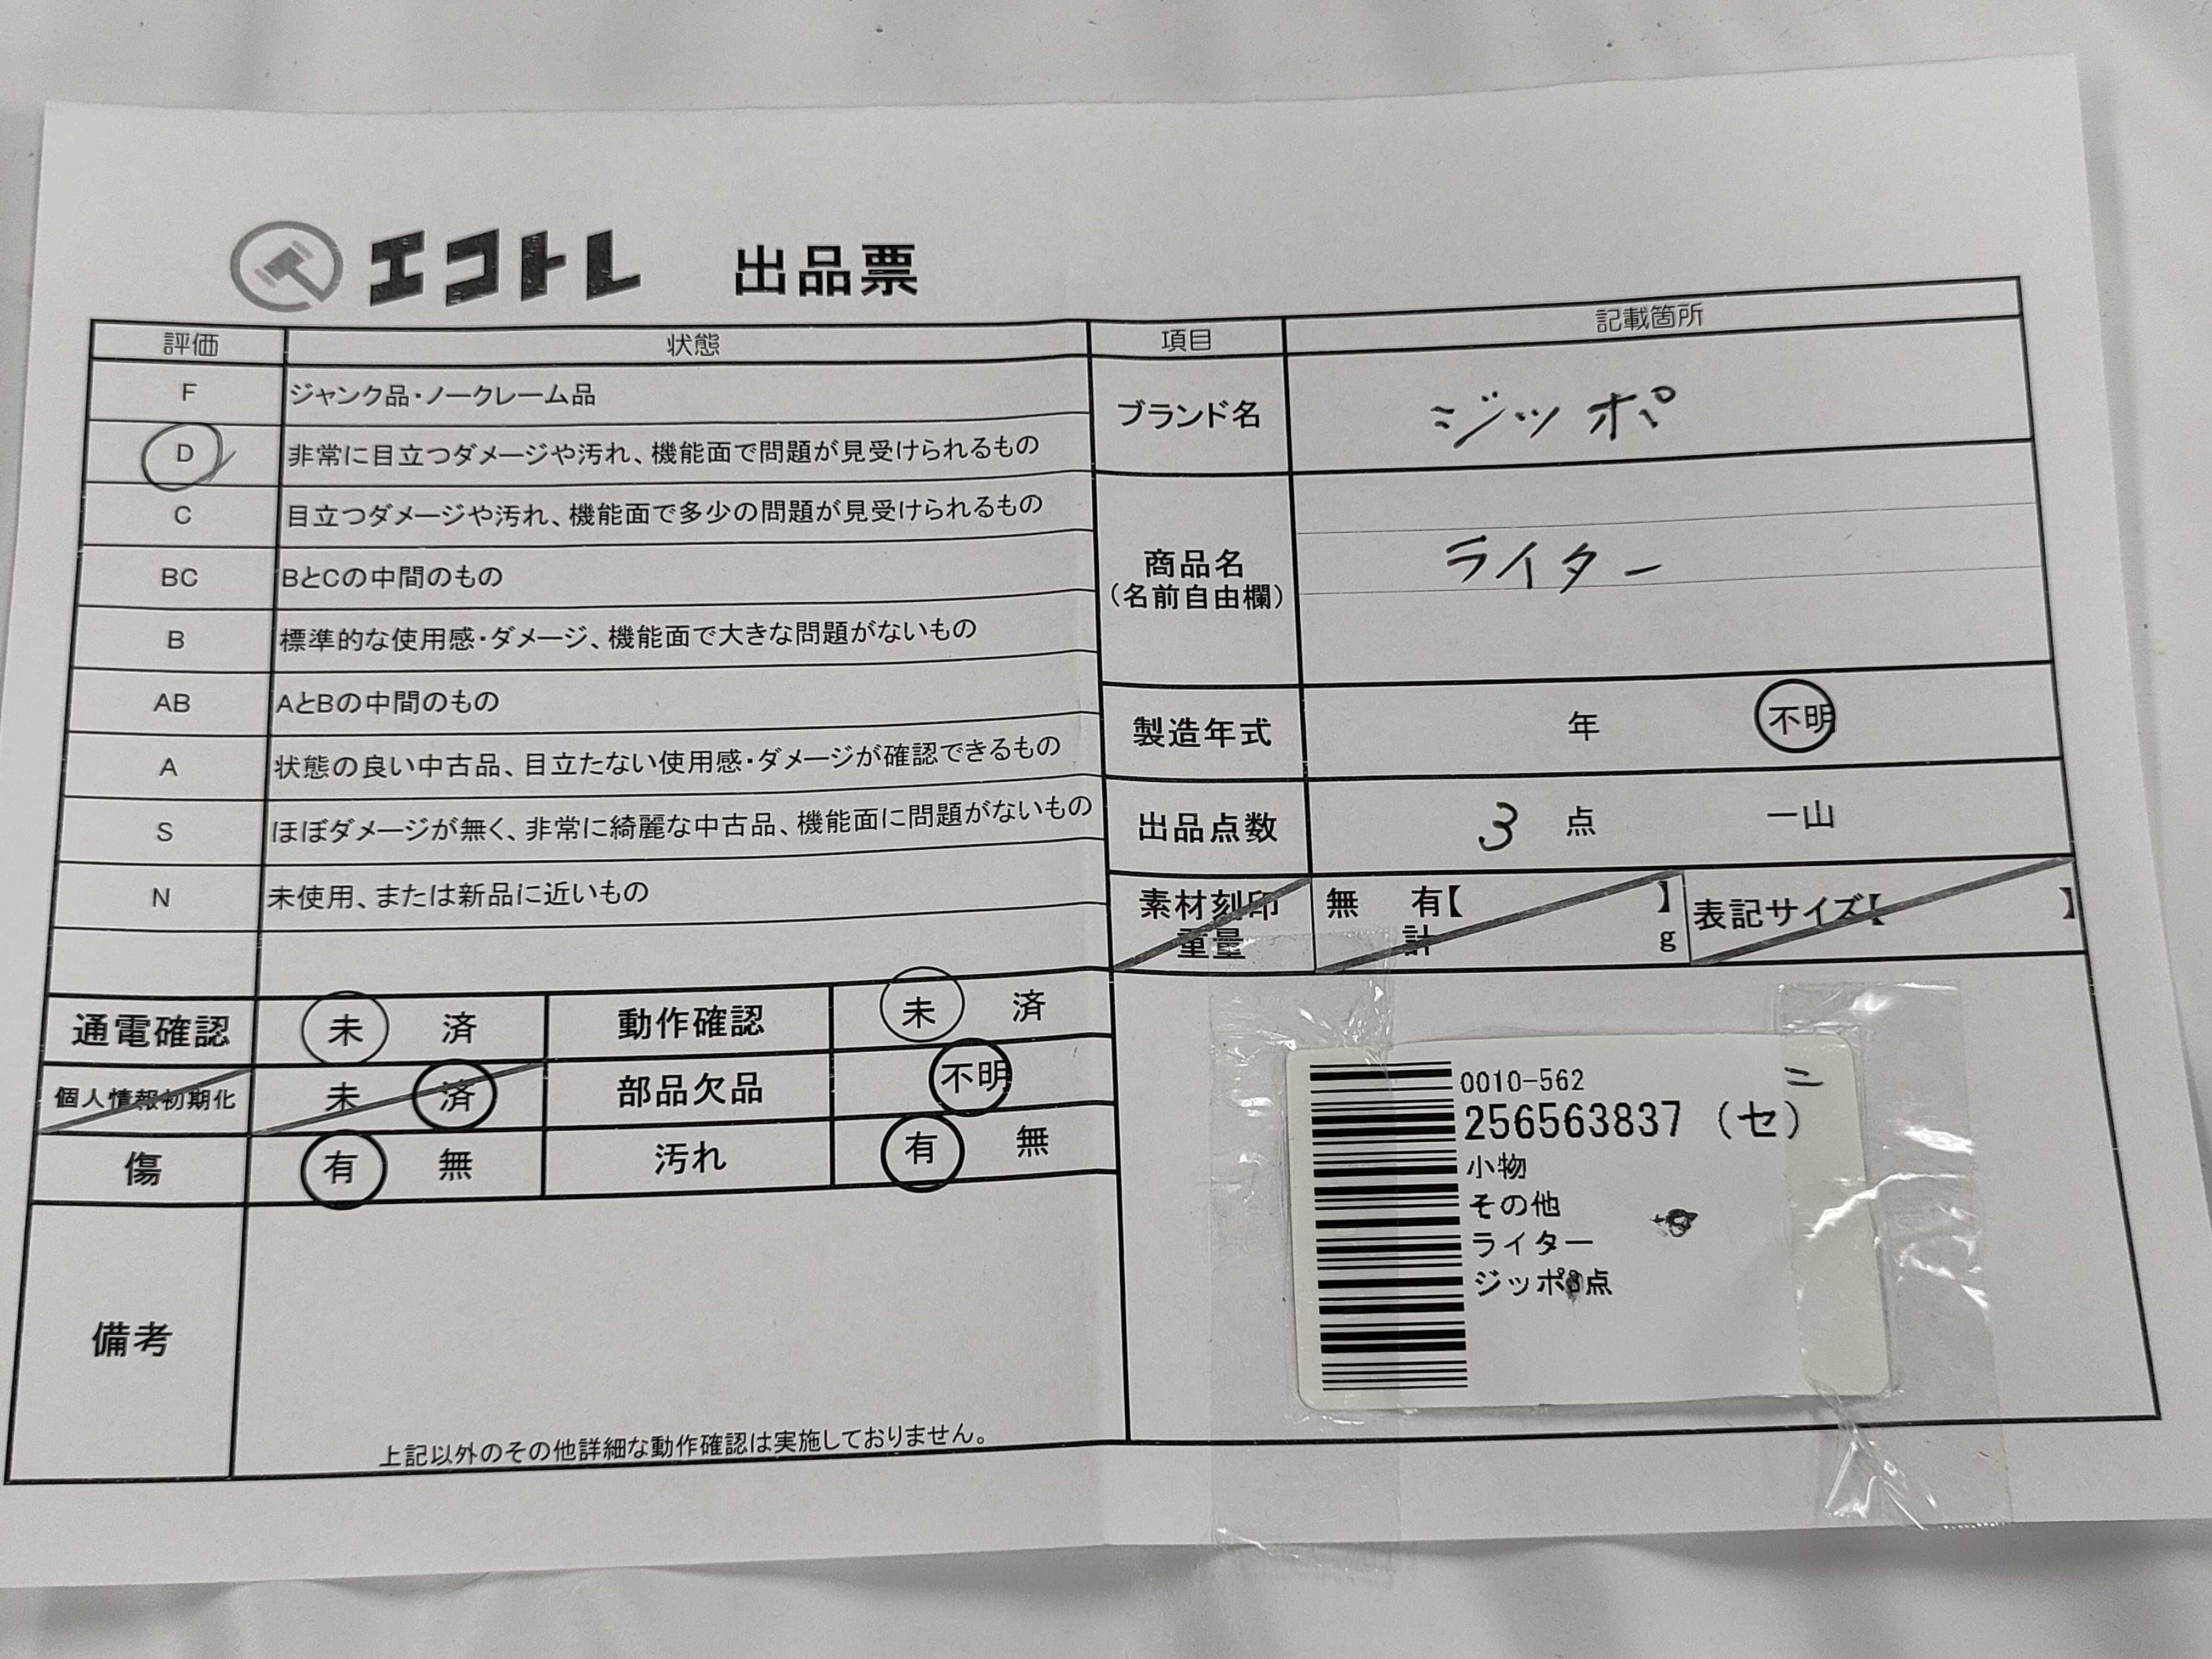 エコトレ 出品票
評価 状態 項目 記載箇所
F ジャンク品・ノークレーム品
D 非常に目立つダメージや汚れ、機能面で問題が見受けられるもの
C 目立つダメージや汚れ、機能面で多少の問題が見受けられるもの
BC BとCの中間のもの
B 標準的な使用感・ダメージ、機能面で大きな問題がないもの
AB AとBの中間のもの
A 状態の良い中古品、目立たない使用感・ダメージが確認できるもの
S ほぼダメージが無く、非常に綺麗な中古品、機能面に問題がないもの
N 未使用、または新品に近いもの
ブランド名 ジッポ
商品名
(名前自由欄)
ライター
製造年式 年 不明
出品点数 3 点 一山
素材刻印 無 有【 】 表記サイズ【 】
重量 計 g
通電確認 未 済 動作確認 未 済
個人情報初期化 未 済 部品欠品 不明
傷 有 無 汚れ 有 無
備考
上記以外のその他詳細な動作確認は実施しておりません。
0010-562 ニ
256563837 (セ)
小物
その他
ライター
ジッポ3点